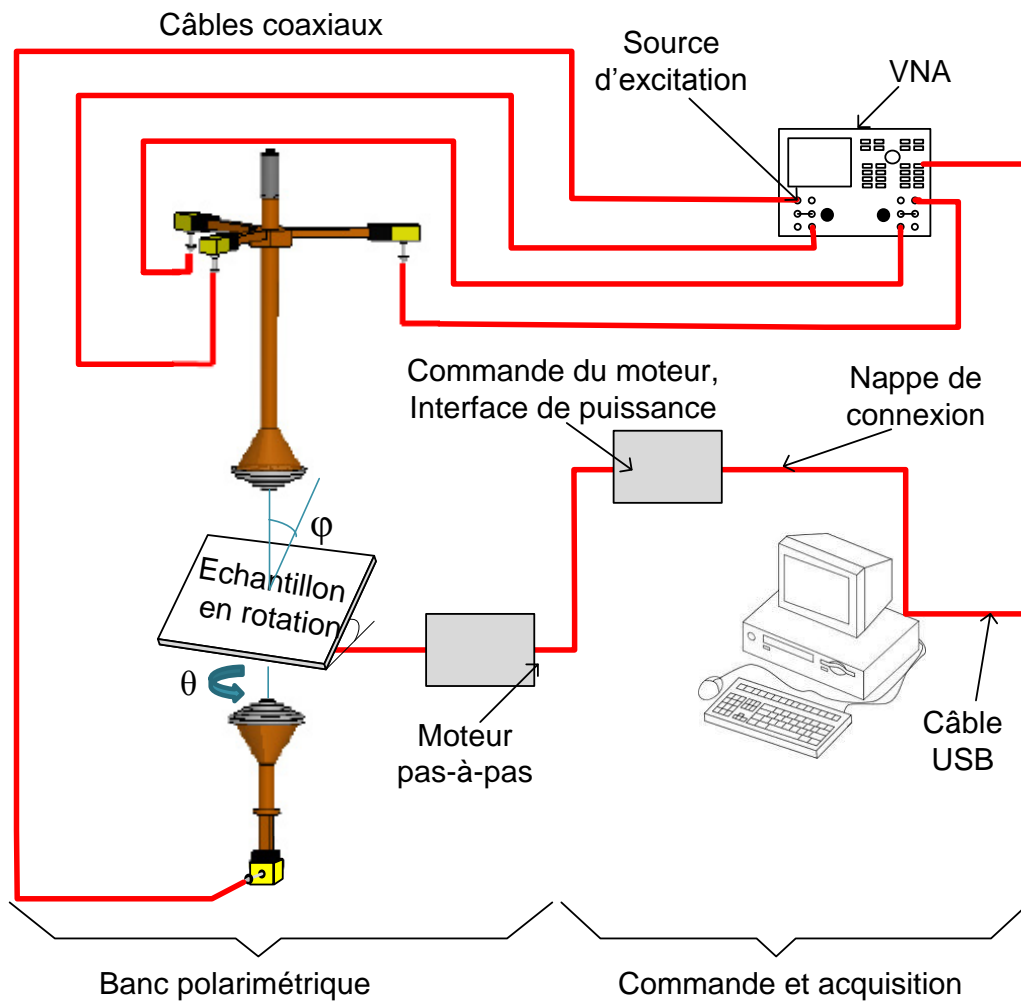 Câbles coaxiaux
Source
d’excitation
VNA
Commande du moteur,
Interface de puissance
Nappe de
connexion
φ
Echantillon
en rotation
θ
Moteur
pas-à-pas
Câble
USB
Banc polarimétrique
Commande et acquisition